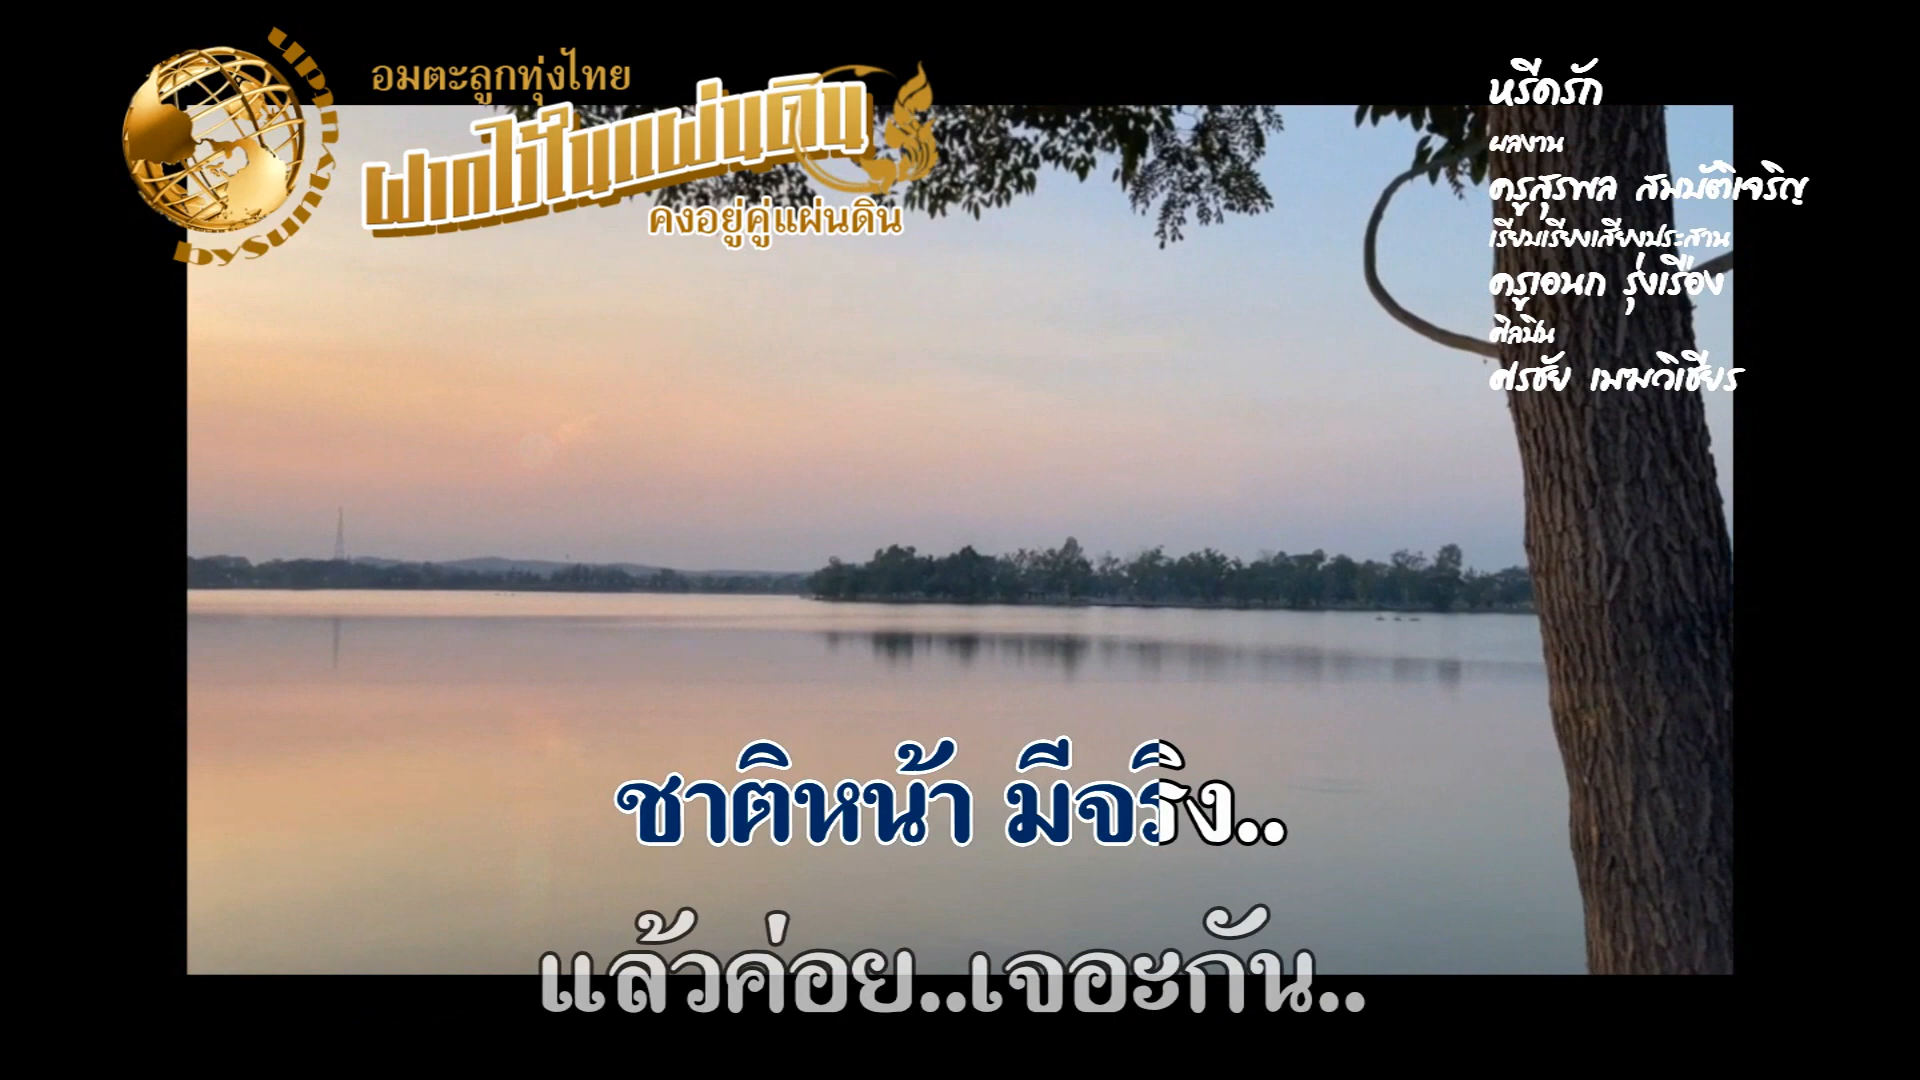 bysuntyanun
อมตะลูกทุ่งไทย
ฝากไว้ในแผ่นดิน
คงอยู่คู่แผ่นดิน
หรีดรัก
ผลงาน
ครูสุรพล สมบัติเจริญ
เรียบเรียงเสียงประสาน
ครูเอนก รุ่งเรือง
ศิลปิน
ศรชัย เมฆวิเชียร
ชาติหน้า มีจริง..
แล้วค่อย..เจอะกัน..